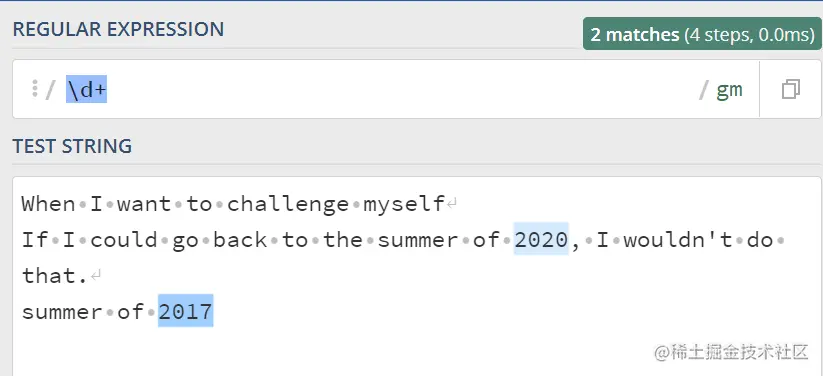 REGULAR EXPRESSION
2 matches (4 steps, 0.0ms)
/ \d+ / gm
TEST STRING
When·I·want·to·challenge·myself↵
If·I·could·go·back·to·the·summer·of·2020,·I·wouldn't·do·
that.↵
summer·of·2017
@稀土掘金技术社区